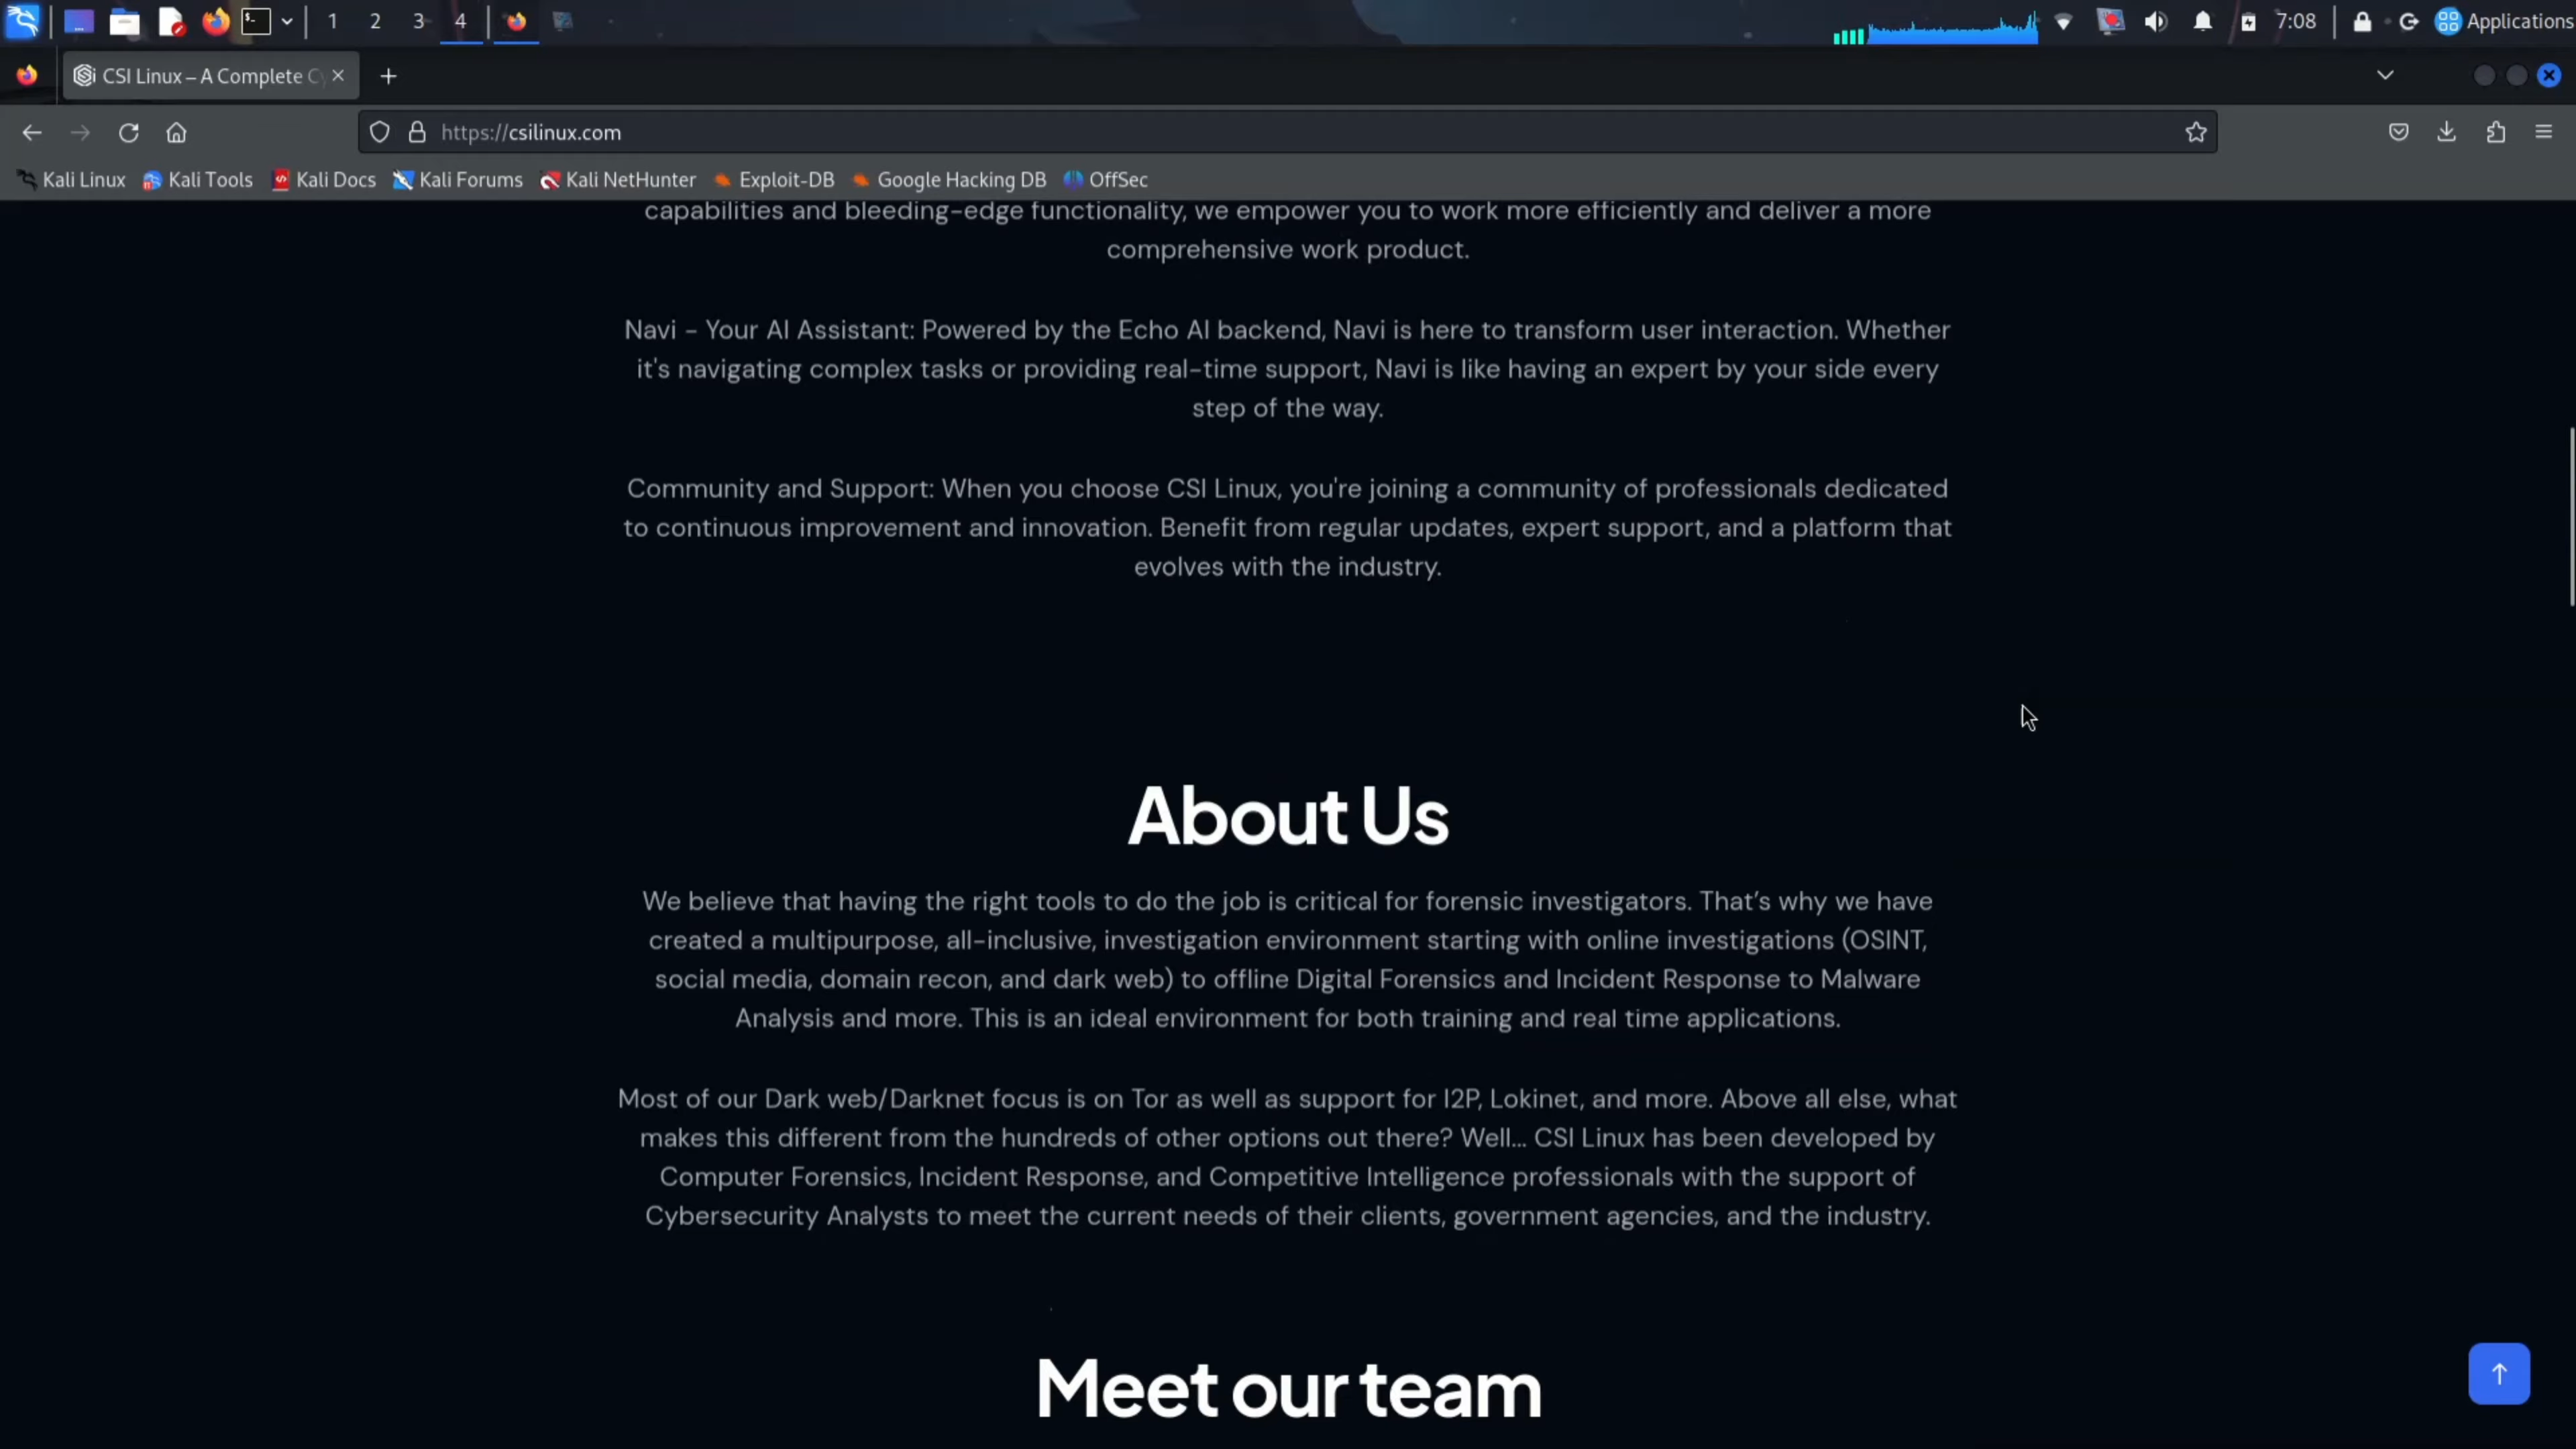 1 2 3 4 7:08 Applications
CSI Linux – A Complete C
https://csilinux.com
Kali Linux Kali Tools Kali Docs Kali Forums Kali NetHunter Exploit-DB Google Hacking DB OffSec
capabilities and bleeding-edge functionality, we empower you to work more efficiently and deliver a more
comprehensive work product.
Navi - Your AI Assistant: Powered by the Echo AI backend, Navi is here to transform user interaction. Whether
it's navigating complex tasks or providing real-time support, Navi is like having an expert by your side every
step of the way.
Community and Support: When you choose CSI Linux, you're joining a community of professionals dedicated
to continuous improvement and innovation. Benefit from regular updates, expert support, and a platform that
evolves with the industry.
About Us
We believe that having the right tools to do the job is critical for forensic investigators. That’s why we have
created a multipurpose, all-inclusive, investigation environment starting with online investigations (OSINT,
social media, domain recon, and dark web) to offline Digital Forensics and Incident Response to Malware
Analysis and more. This is an ideal environment for both training and real time applications.
Most of our Dark web/Darknet focus is on Tor as well as support for I2P, Lokinet, and more. Above all else, what
makes this different from the hundreds of other options out there? Well… CSI Linux has been developed by
Computer Forensics, Incident Response, and Competitive Intelligence professionals with the support of
Cybersecurity Analysts to meet the current needs of their clients, government agencies, and the industry.
Meet our team